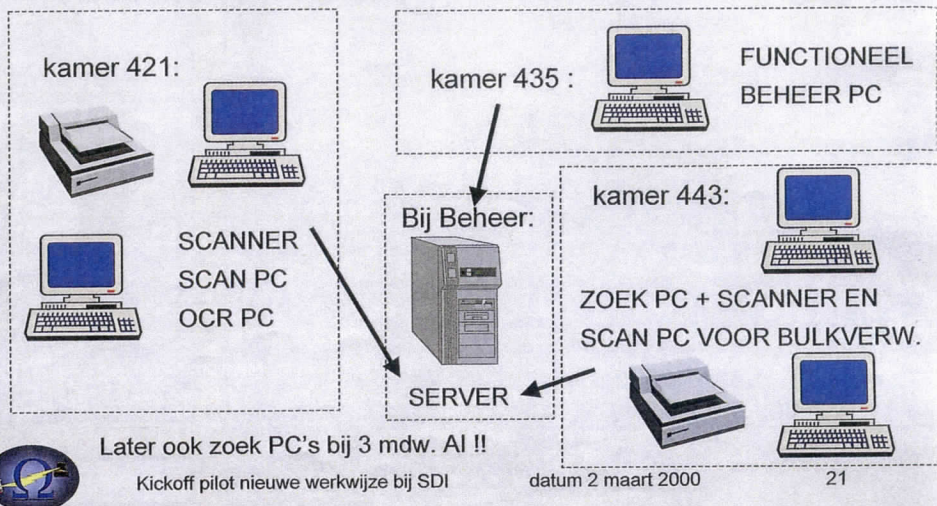 kamer 421:
SCANNER
SCAN PC
OCR PC
kamer 435 :
FUNCTIONEEL
BEHEER PC
Bij Beheer:
SERVER
kamer 443:
ZOEK PC + SCANNER EN
SCAN PC VOOR BULKVERW.
Later ook zoek PC's bij 3 mdw. AI !!
Ω
Kickoff pilot nieuwe werkwijze bij SDI
datum 2 maart 2000
21